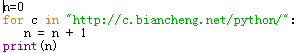 n=0
for c in "http://c.biancheng.net/python/":
    n = n + 1
print(n)